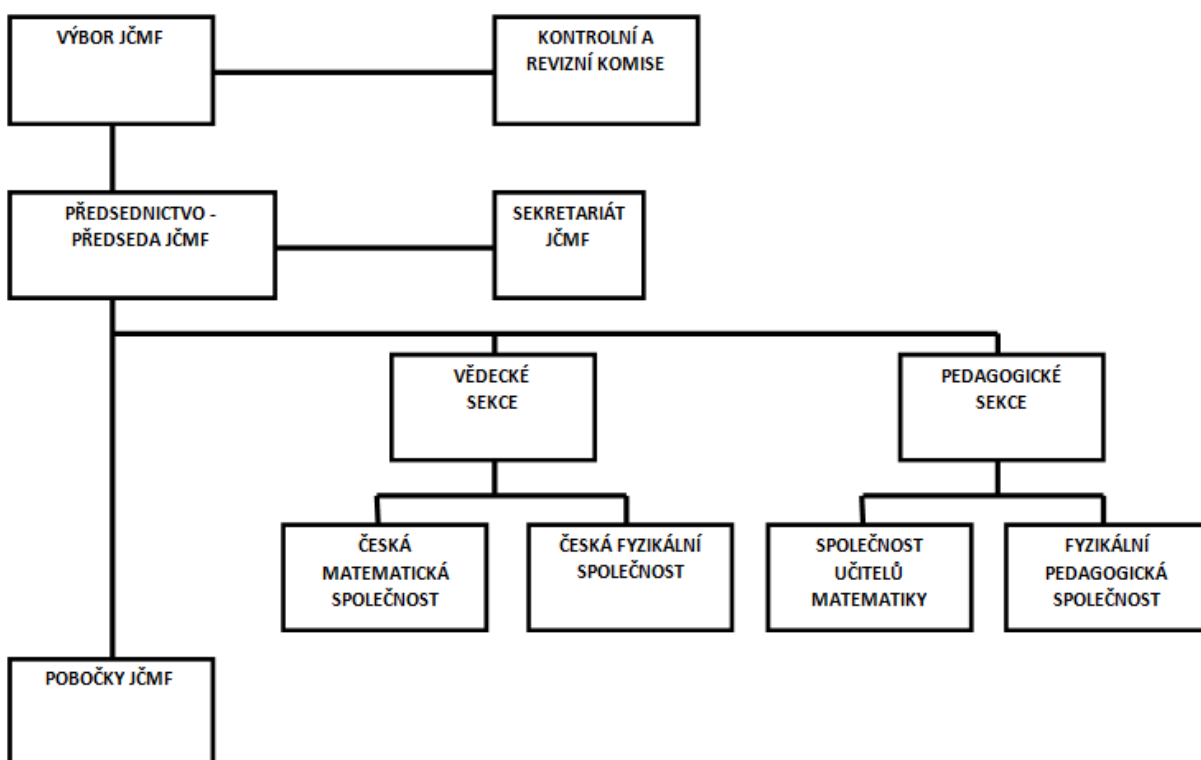 VÝBOR JČMF
KONTROLNÍ A
REVIZNÍ KOMISE
PŘEDSEDNICTVO -
PŘEDSEDA JČMF
SEKRETARIÁT
JČMF
VĚDECKÉ
SEKCE
PEDAGOGICKÉ
SEKCE
ČESKÁ
MATEMATICKÁ
SPOLEČNOST
ČESKÁ FYZIKÁLNÍ
SPOLEČNOST
SPOLEČNOST
UČITELŮ
MATEMATIKY
FYZIKÁLNÍ
PEDAGOGICKÁ
SPOLEČNOST
POBOČKY JČMF